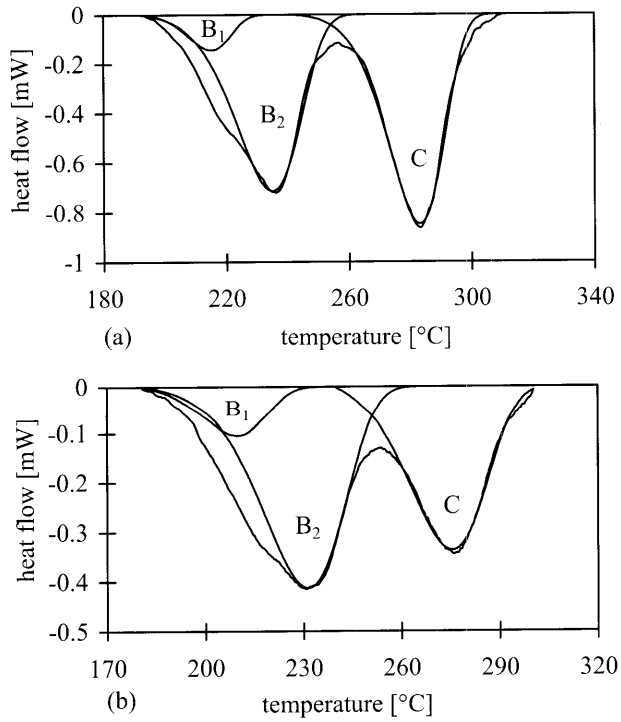 0
-0.2
-0.4
-0.6
-0.8
-1
heat flow [mW]
B1
B2
C
180 220 260 300 340
(a) temperature [°C]
0
-0.1
-0.2
-0.3
-0.4
-0.5
heat flow [mW]
B1
B2
C
170 200 230 260 290 320
(b) temperature [°C]